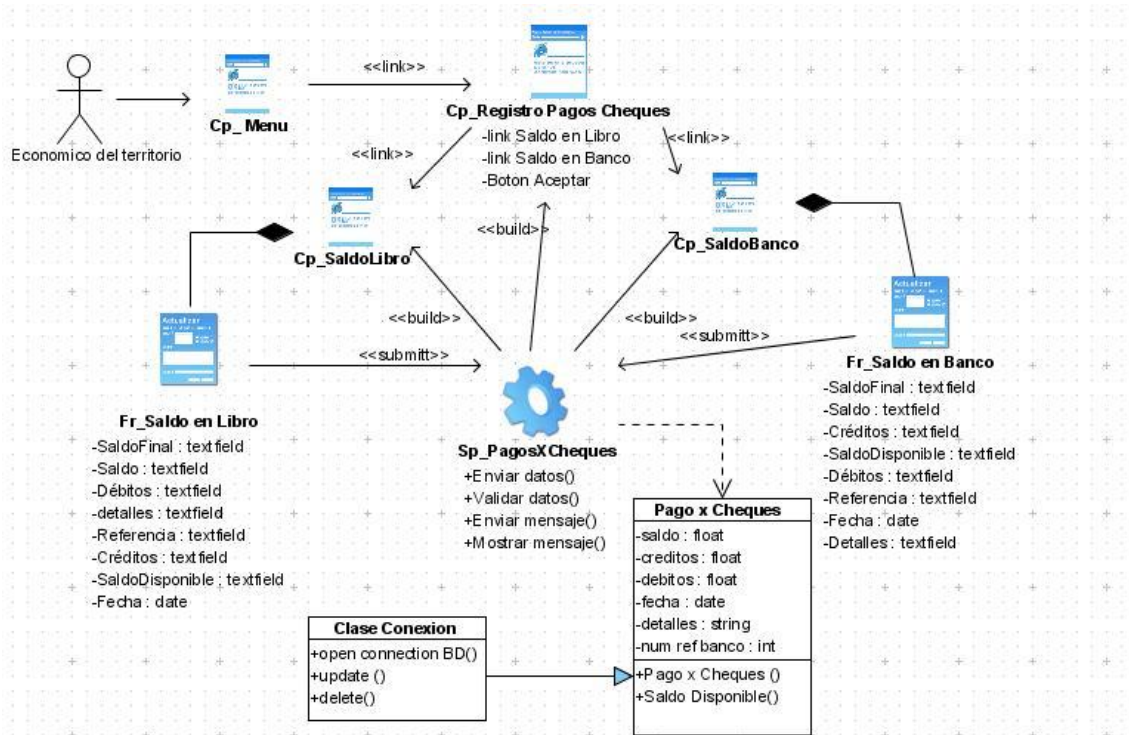 <<link>>
Cp_ Menu
Economico del territorio
Cp_Registro Pagos Cheques
-link Saldo en Libro
-link Saldo en Banco
-Boton Aceptar
<<link>>
<<link>>
<<build>>
Cp_SaldoLibro
Cp_SaldoBanco
<<build>>
<<build>>
<<submitt>>
<<submitt>>
Actualizar
Actualizar
Fr_Saldo en Libro
-SaldoFinal : textfield
-Saldo : textfield
-Débitos : textfield
-detalles : textfield
-Referencia : textfield
-Créditos : textfield
-SaldoDisponible : textfield
-Fecha : date
Sp_PagosXCheques
+Enviar datos()
+Validar datos()
+Enviar mensaje()
+Mostrar mensaje()
Fr_Saldo en Banco
-SaldoFinal : textfield
-Saldo : textfield
-Créditos : textfield
-SaldoDisponible : textfield
-Débitos : textfield
-Referencia : textfield
-Fecha : date
-Detalles : textfield
Pago x Cheques
-saldo : float
-creditos : float
-debitos : float
-fecha : date
-detalles : string
-num ref banco : int
+Pago x Cheques ()
+Saldo Disponible()
Clase Conexion
+open connection BD()
+update ()
+delete()